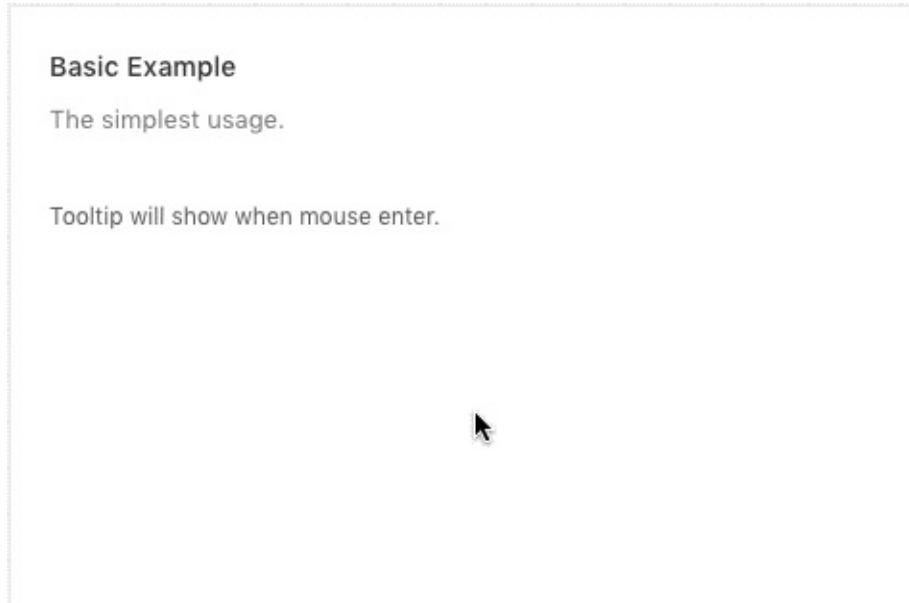 Basic Example
The simplest usage.
Tooltip will show when mouse enter.